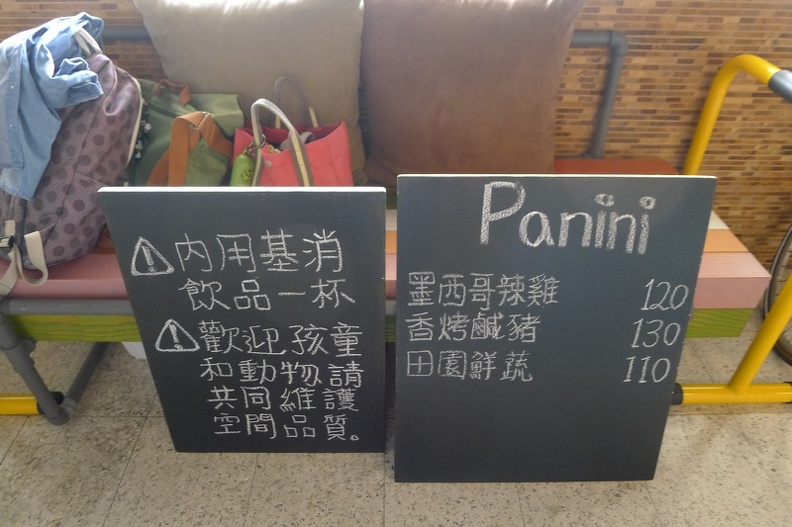 ⚠內用基消
飲品一杯
⚠歡迎孩童
和動物請
共同維護
空間品質。
Panini
墨西哥辣雞 120
香烤鹹豬 130
田園鮮蔬 110